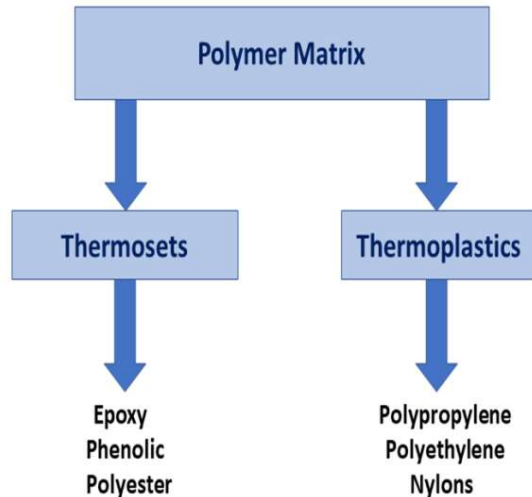 Polymer Matrix
Thermosets
Thermoplastics
Epoxy
Phenolic
Polyester
Polypropylene
Polyethylene
Nylons